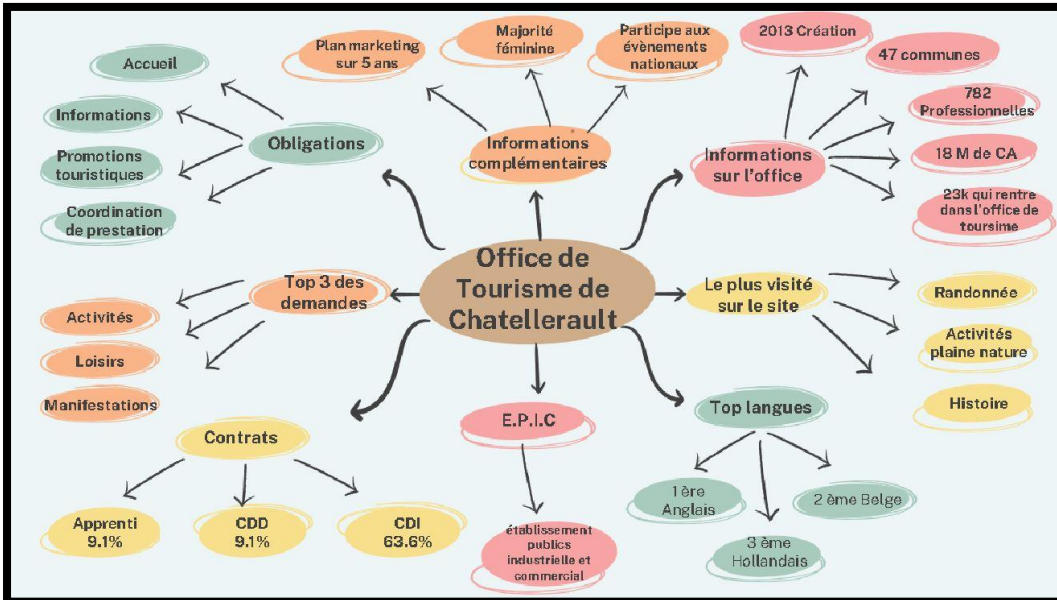 Office de
Tourisme de
Chatellerault
Obligations
Accueil
Informations
Promotions
touristiques
Coordination
de prestation
Informations
complémentaires
Plan marketing
sur 5 ans
Majorité
féminine
Participe aux
évènements
nationaux
Informations
sur l'office
2013 Création
47 communes
782
Professionnelles
18 M de CA
23k qui rentre
dans l'office de
toursime
Top 3 des
demandes
Activités
Loisirs
Manifestations
Le plus visité
sur le site
Randonnée
Activités
plaine nature
Histoire
Contrats
Apprenti
9.1%
CDD
9.1%
CDI
63.6%
E.P.I.C
établissement
publics
industrielle et
commercial
Top langues
1 ère
Anglais
2 ème Belge
3 ème
Hollandais